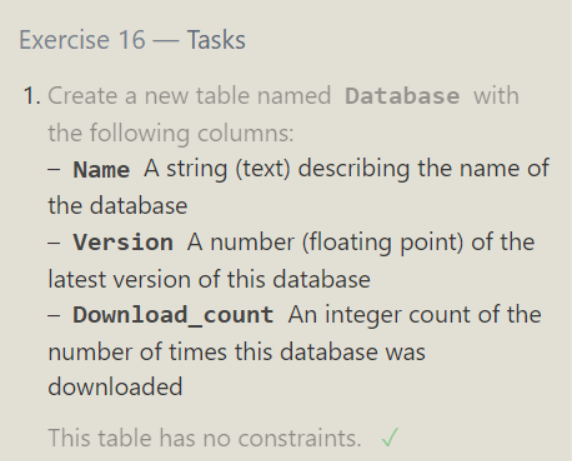 Exercise 16 — Tasks
1. Create a new table named Database with
the following columns:
– Name A string (text) describing the name of
the database
– Version A number (floating point) of the
latest version of this database
– Download_count An integer count of the
number of times this database was
downloaded
This table has no constraints. ✓